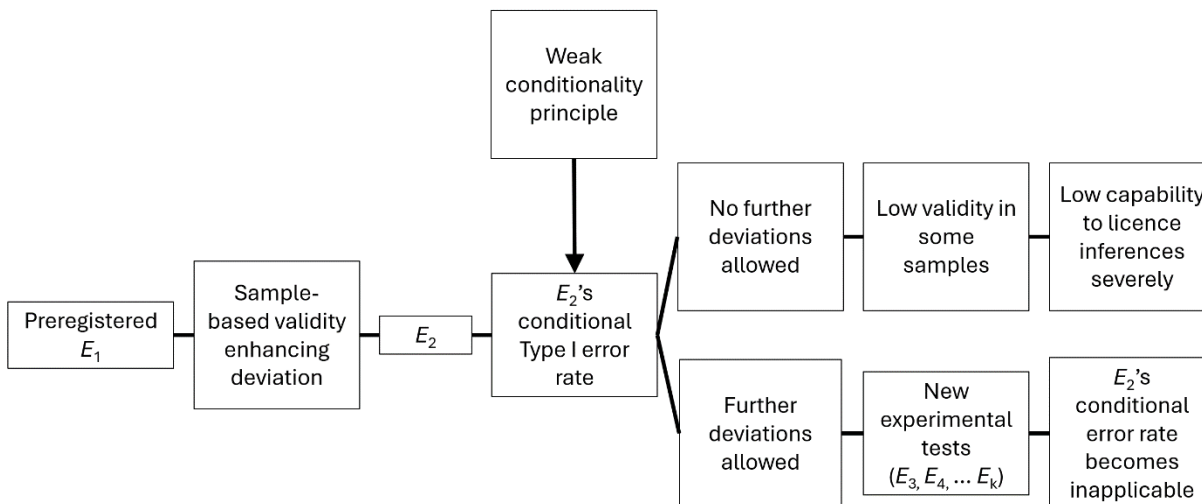 Weak
conditionality
principle
Preregistered
E₁
Sample-
based validity
enhancing
deviation
E₂
E₂’s
conditional
Type I error
rate
No further
deviations
allowed
Low validity in
some
samples
Low capability
to licence
inferences
severely
Further
deviations
allowed
New
experimental
tests
(E₃, E₄, ... Eₖ)
E₂’s
conditional
error rate
becomes
inapplicable